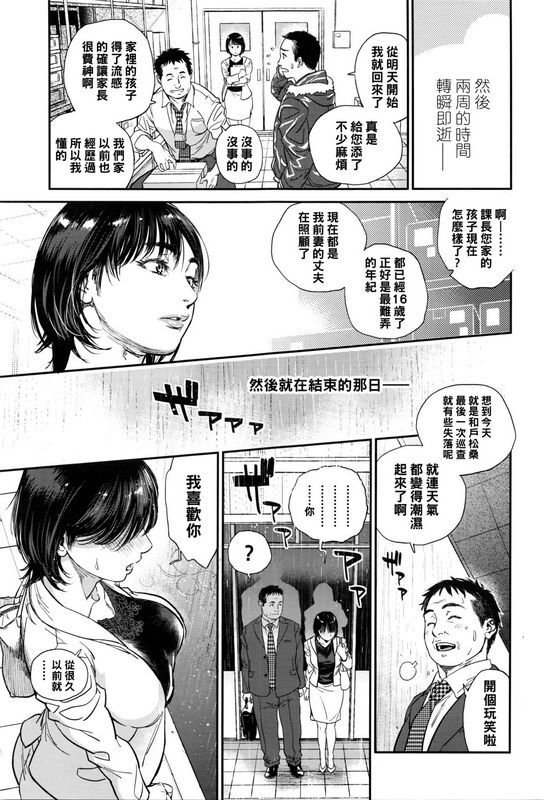 然後
兩周的時間
轉瞬即逝──
從明天開始
我就回來了
真是
給您添了
不少麻煩
家裡的孩子
得了流感
的確讓家長
很費神啊
沒事的
沒事的
我們家
以前也
經歷過
所以我
懂的
啊⋯⋯
課長您家的
孩子現在
怎麼樣了？
都已經16歲了
正好是最難弄
的年紀
現在都是
我前妻的丈夫
在照顧了
然後就在結束的那日──
ザァァァ
想到今天
就是和戶松桑
最後一次巡查
就有些失落呢
就連天氣
都變得潮濕
起來了啊
開個玩笑啦
ザァァァ
⋯⋯
⋯⋯
你
？
我喜歡你
從很久
以前就
⋯⋯